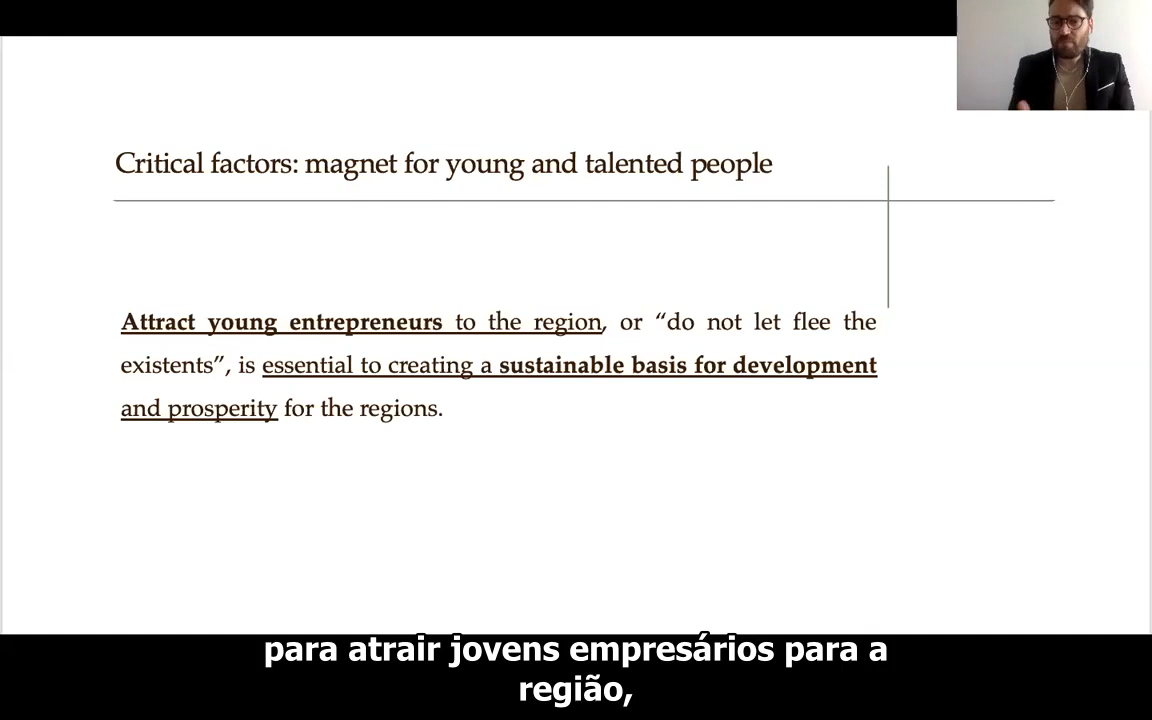 Critical factors: magnet for young and talented people
Attract young entrepreneurs to the region, or “do not let flee the
existents”, is essential to creating a sustainable basis for development
and prosperity for the regions.
para atrair jovens empresários para a
região,